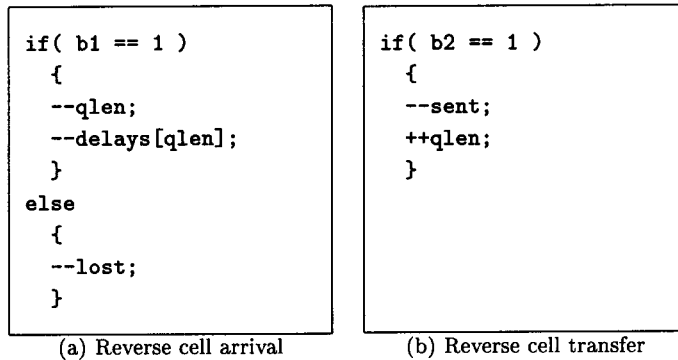 if( b1 == 1 )
{
--qlen;
--delays[qlen];
}
else
{
--lost;
}
(a) Reverse cell arrival
if( b2 == 1 )
{
--sent;
++qlen;
}
(b) Reverse cell transfer